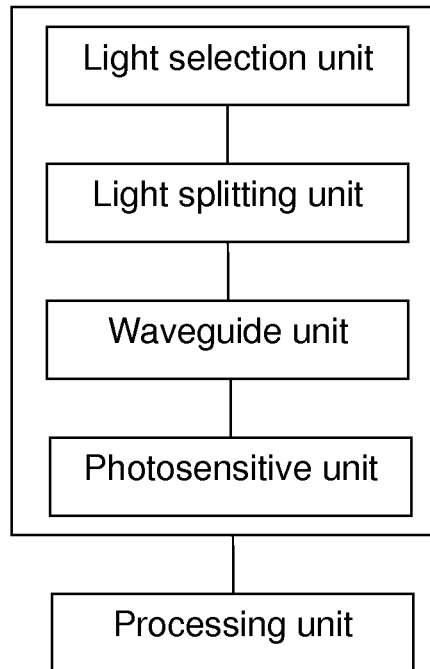 Light selection unit
Light splitting unit
Waveguide unit
Photosensitive unit
Processing unit